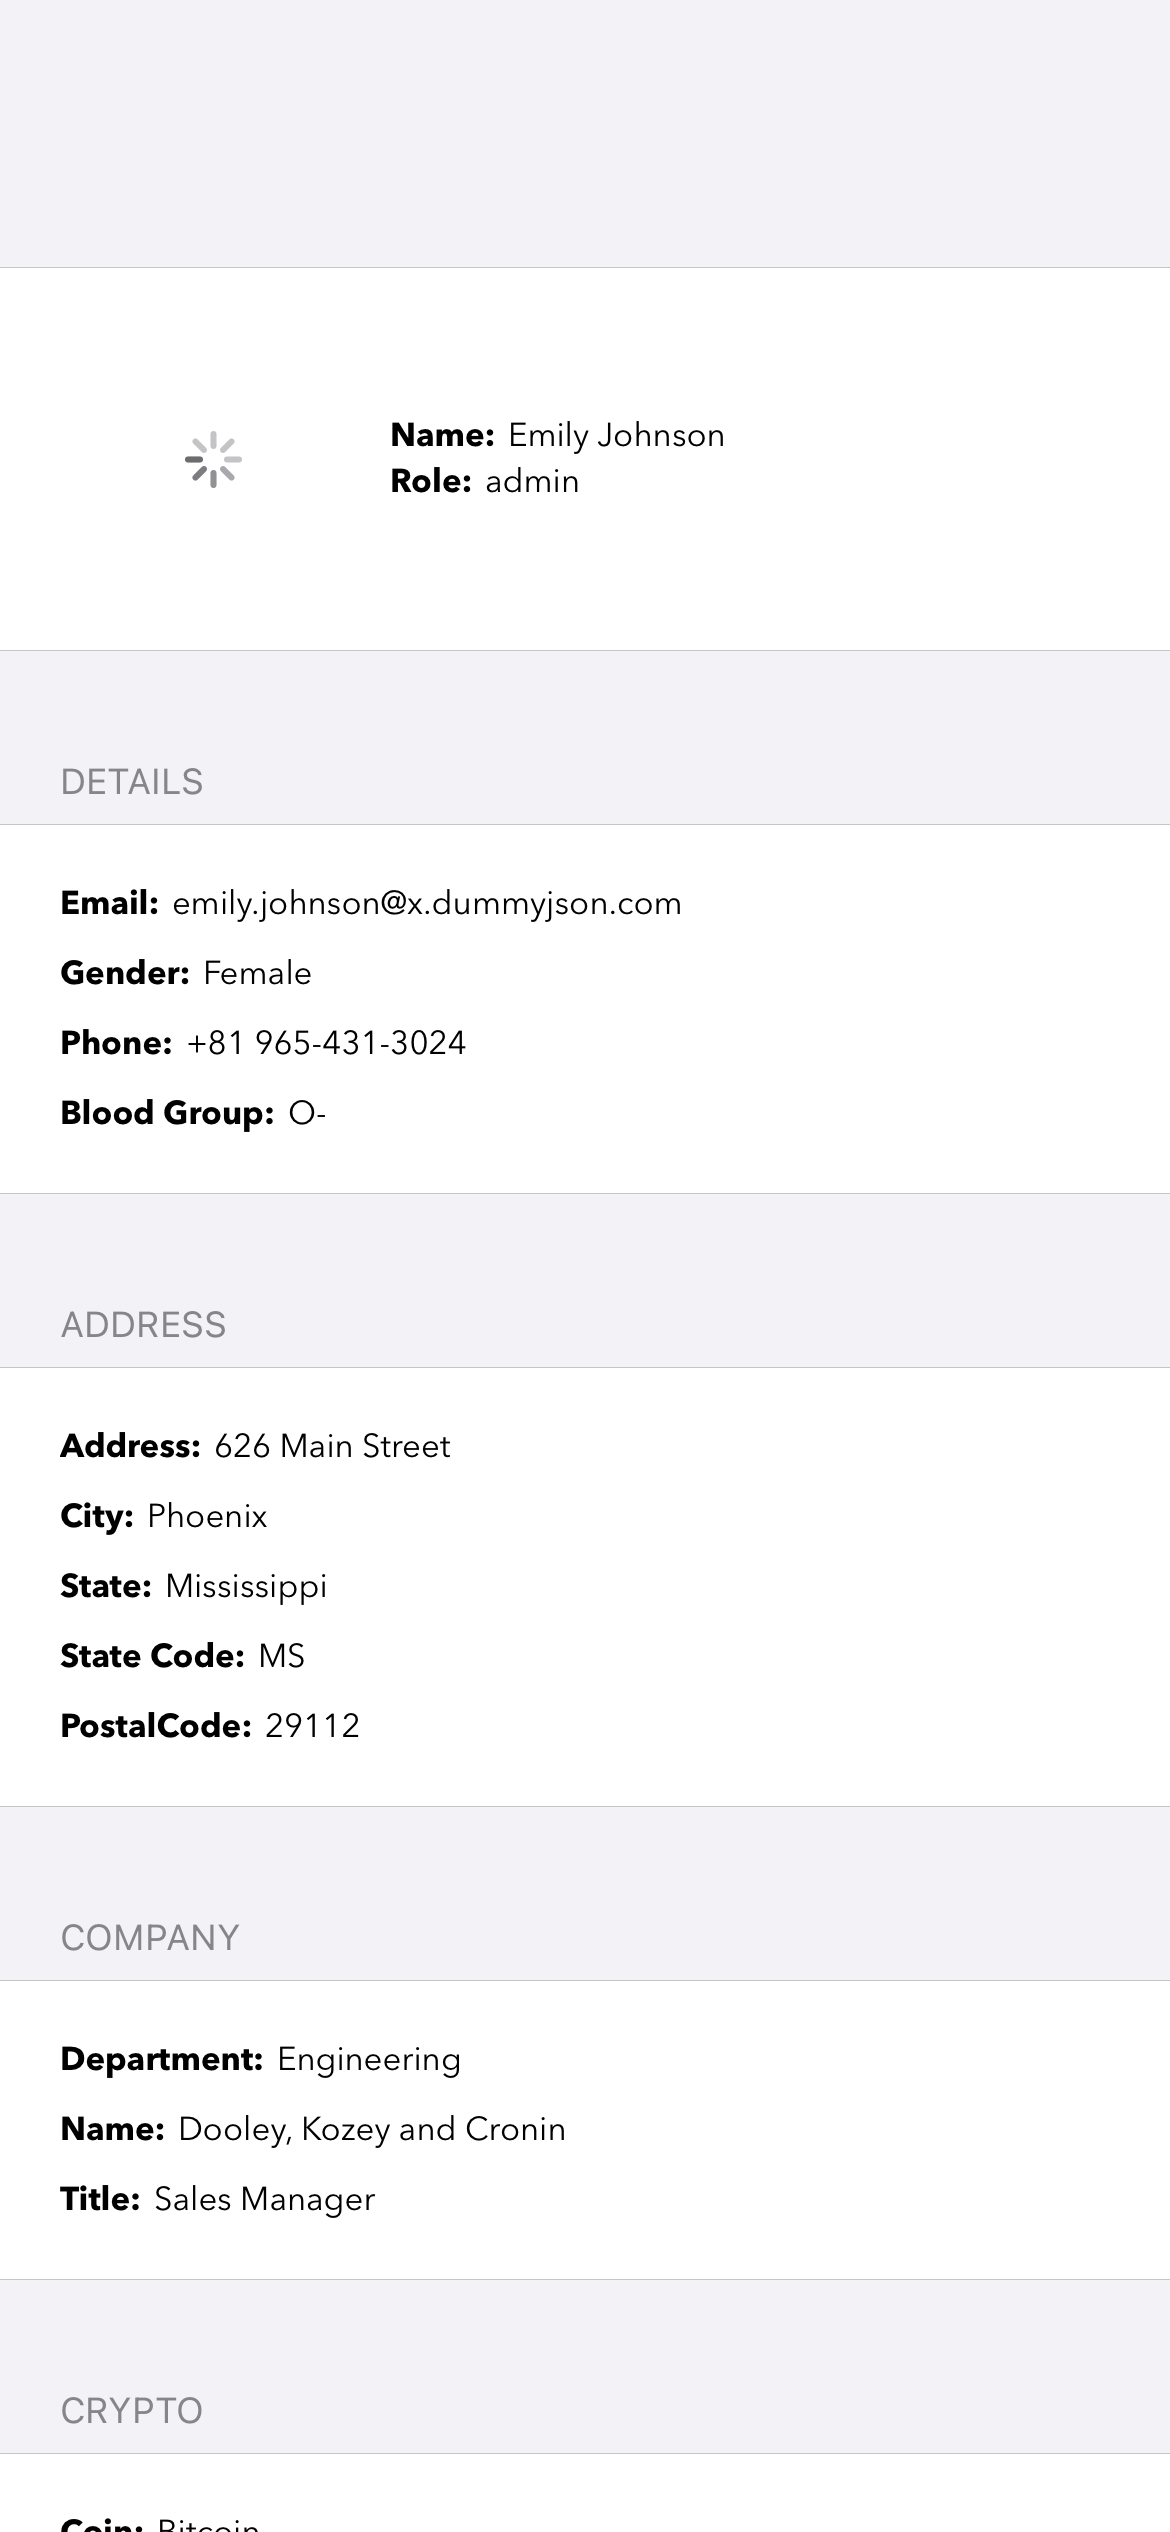 Name: Emily Johnson
Role: admin
DETAILS
Email: emily.johnson@x.dummyjson.com
Gender: Female
Phone: +81 965-431-3024
Blood Group: O-
ADDRESS
Address: 626 Main Street
City: Phoenix
State: Mississippi
State Code: MS
PostalCode: 29112
COMPANY
Department: Engineering
Name: Dooley, Kozey and Cronin
Title: Sales Manager
CRYPTO
Coin: Bitcoin